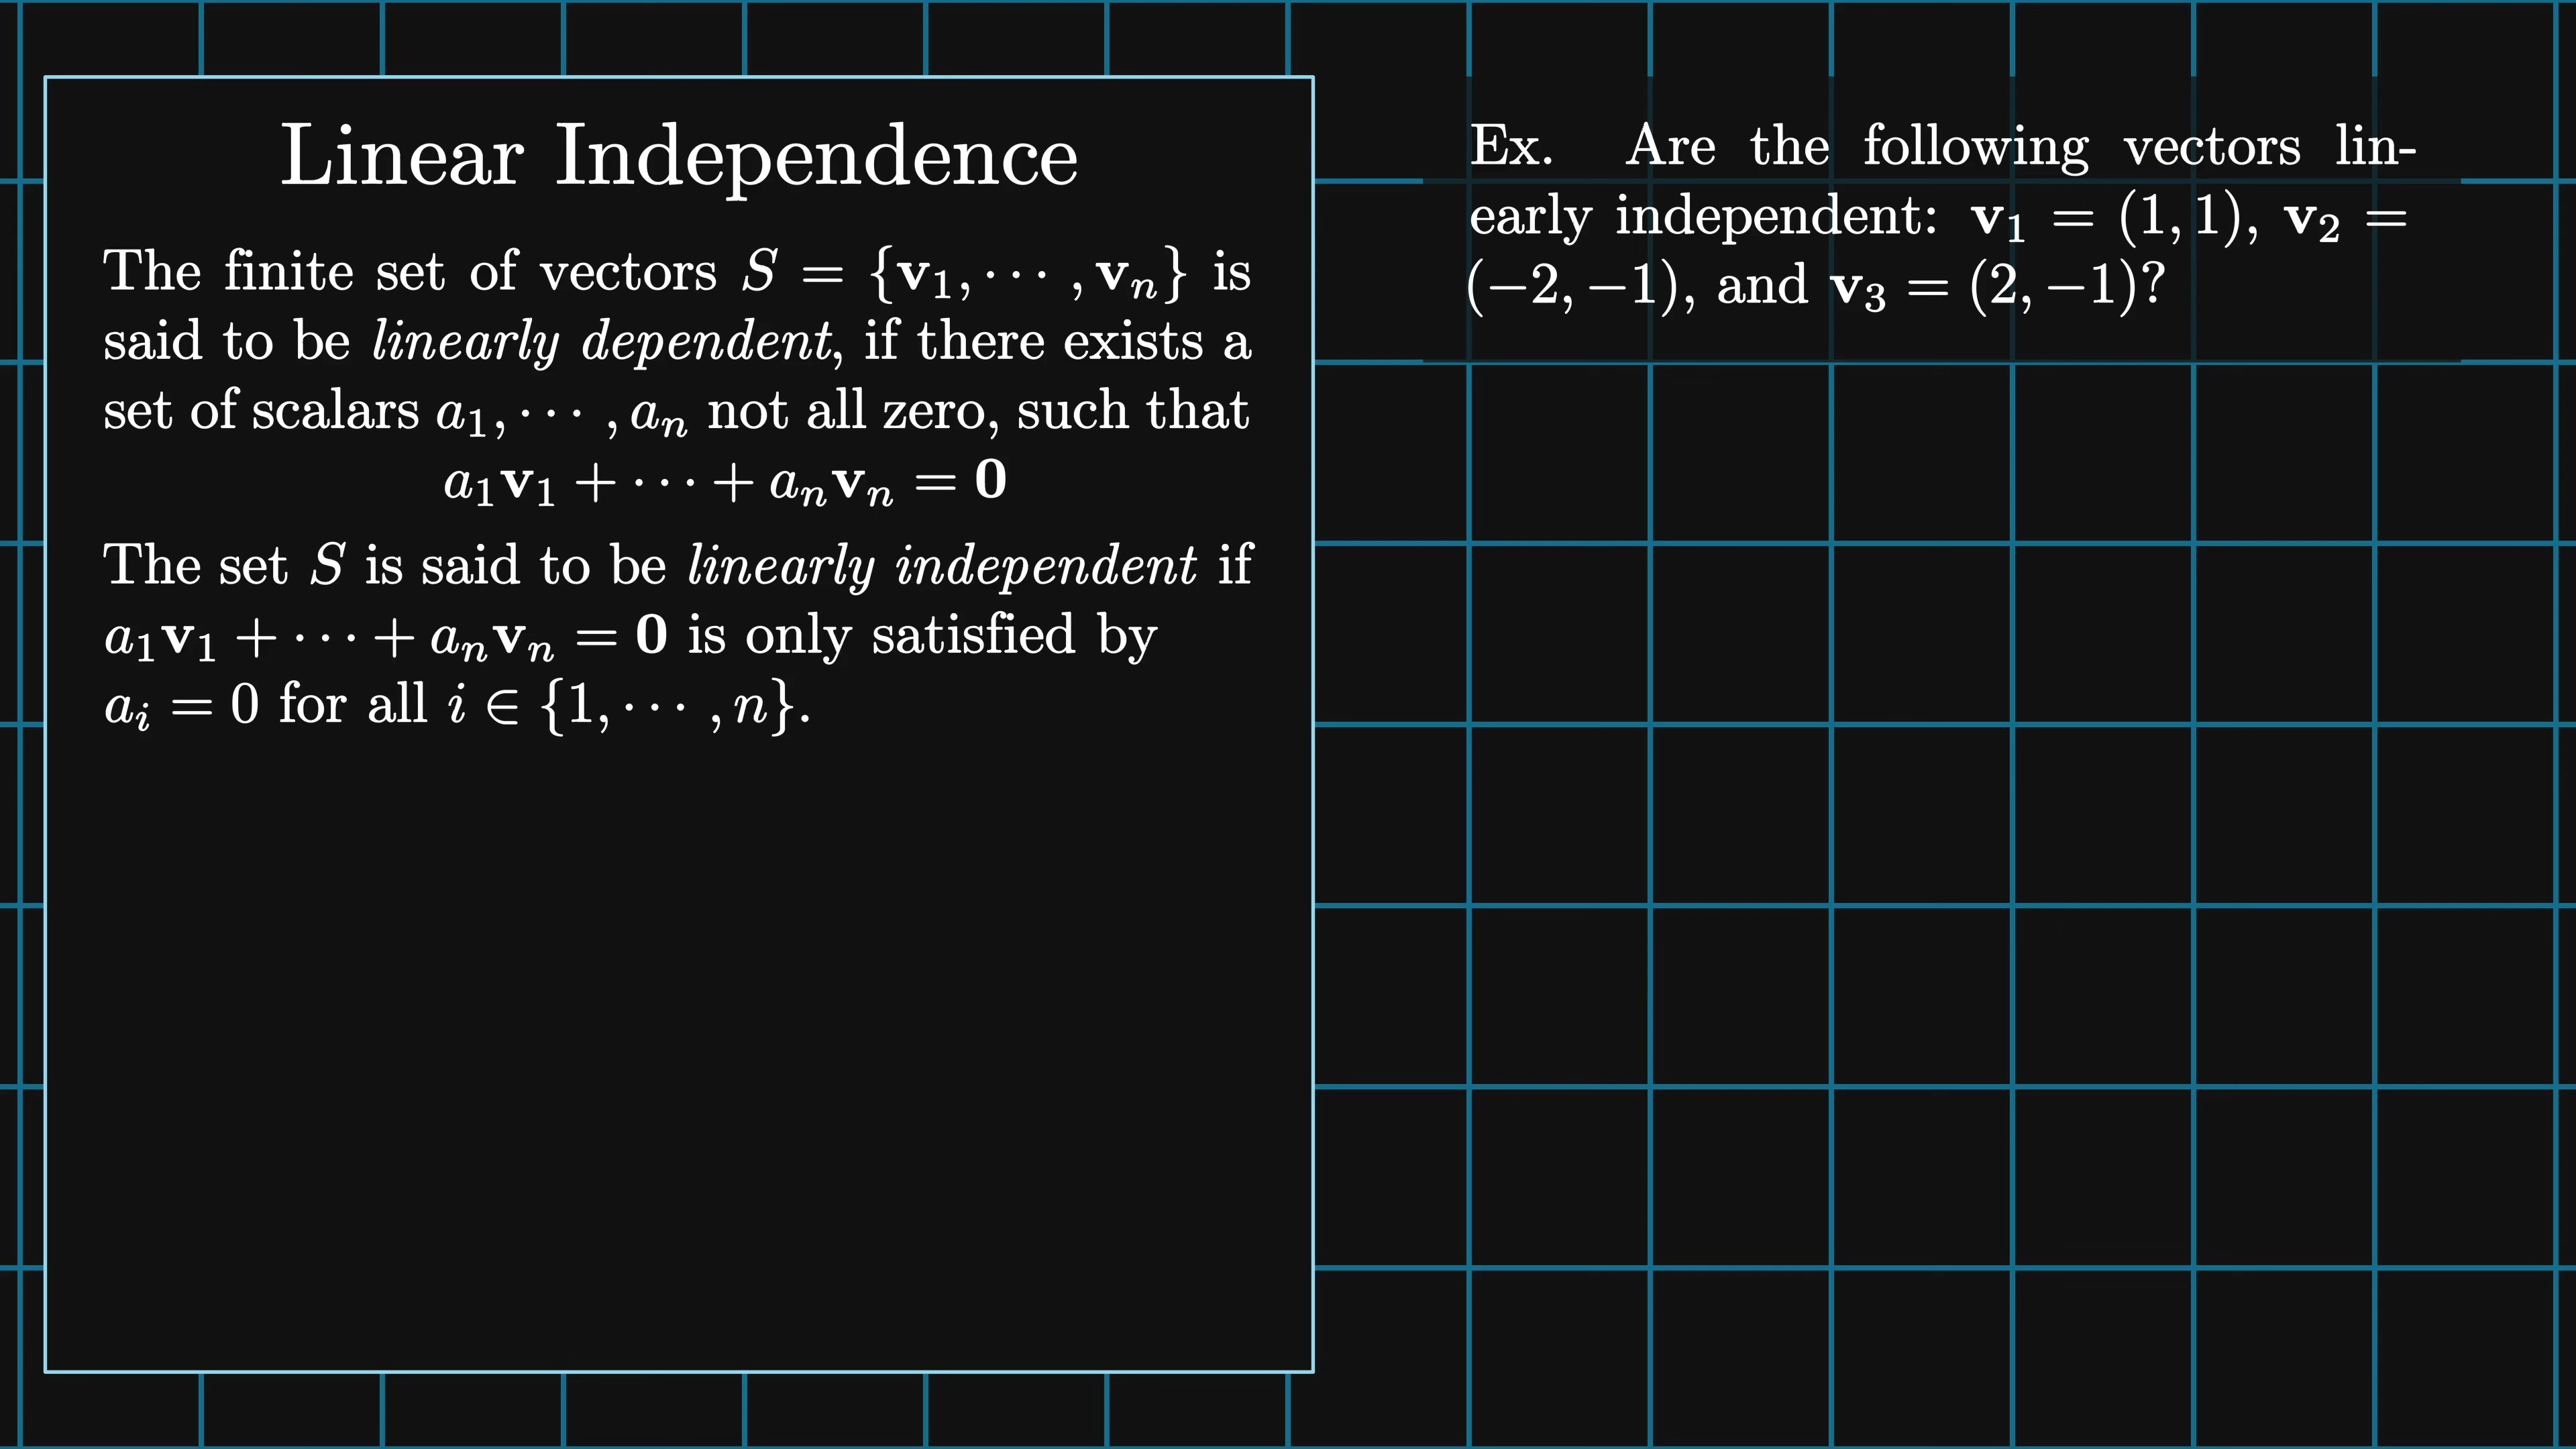 Linear Independence
The finite set of vectors S = {v₁, ⋯ , vₙ} is
said to be linearly dependent, if there exists a
set of scalars a₁, ⋯ , aₙ not all zero, such that
a₁v₁ + ⋯ + aₙvₙ = 0
The set S is said to be linearly independent if
a₁v₁ + ⋯ + aₙvₙ = 0 is only satisfied by
aᵢ = 0 for all i ∈ {1, ⋯ , n}.
Ex. Are the following vectors lin-
early independent: v₁ = (1, 1), v₂ =
(−2, −1), and v₃ = (2, −1)?